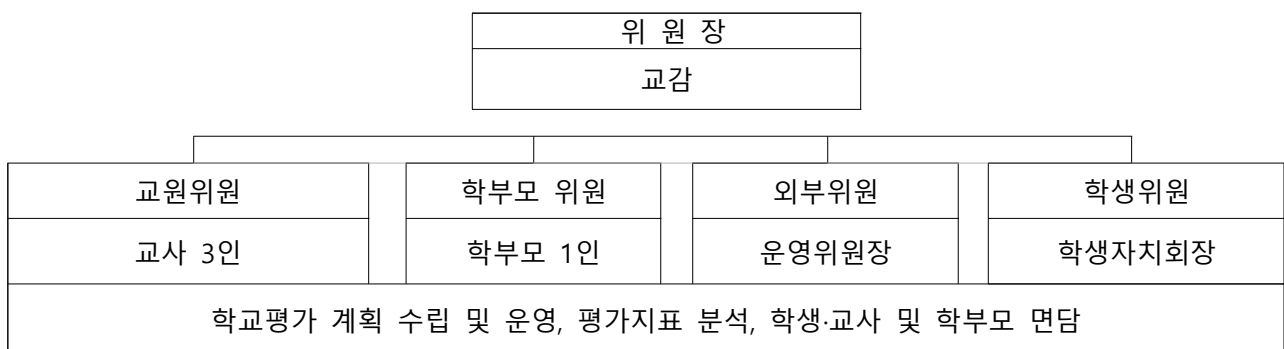 위 원 장
교감
교원위원 학부모 위원 외부위원 학생위원
교사 3인 학부모 1인 운영위원장 학생자치회장
학교평가 계획 수립 및 운영, 평가지표 분석, 학생·교사 및 학부모 면담